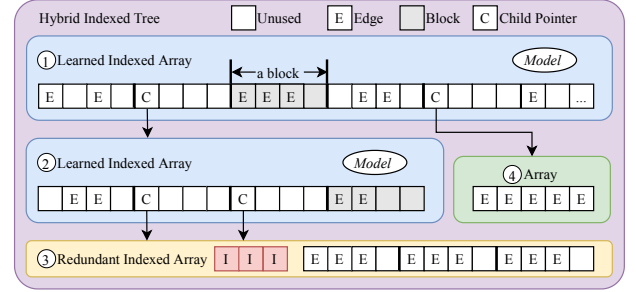 Hybrid Indexed Tree Unused E Edge Block C Child Pointer
1 Learned Indexed Array a block Model
E E C E E E E E C E ...
2 Learned Indexed Array Model
4 Array
E E C C E E
E E E E E
3 Redundant Indexed Array I I I E E E E E E E E E